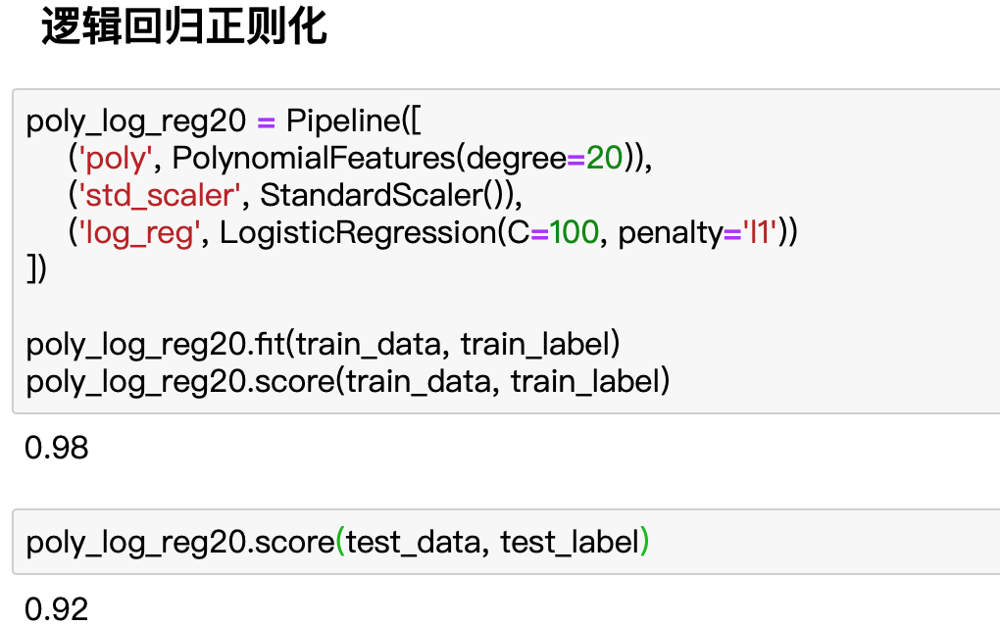 逻辑回归正则化
poly_log_reg20 = Pipeline([
    ('poly', PolynomialFeatures(degree=20)),
    ('std_scaler', StandardScaler()),
    ('log_reg', LogisticRegression(C=100, penalty='l1'))
])
poly_log_reg20.fit(train_data, train_label)
poly_log_reg20.score(train_data, train_label)
0.98
poly_log_reg20.score(test_data, test_label)
0.92